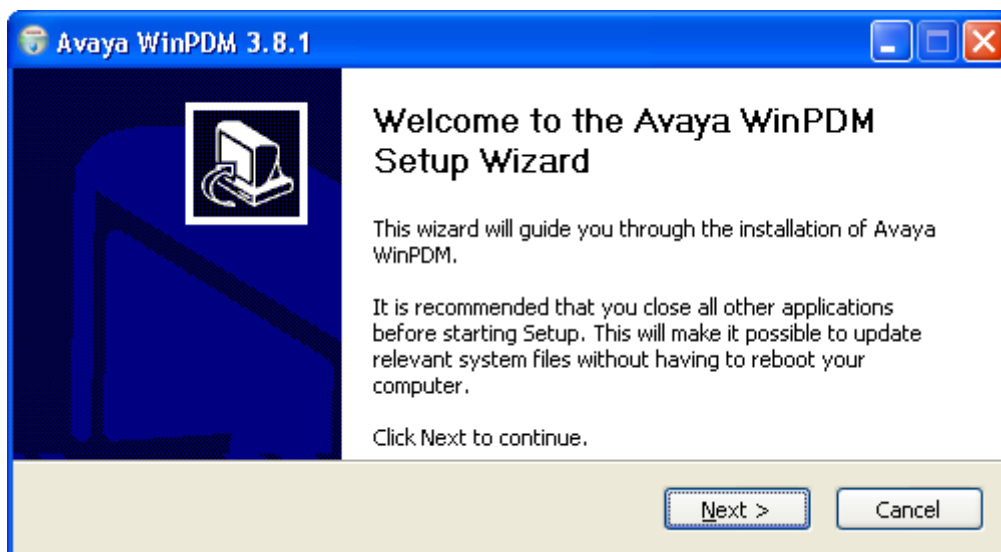 Avaya WinPDM 3.8.1
Welcome to the Avaya WinPDM
Setup Wizard
This wizard will guide you through the installation of Avaya
WinPDM.
It is recommended that you close all other applications
before starting Setup. This will make it possible to update
relevant system files without having to reboot your
computer.
Click Next to continue.
Next >
Cancel